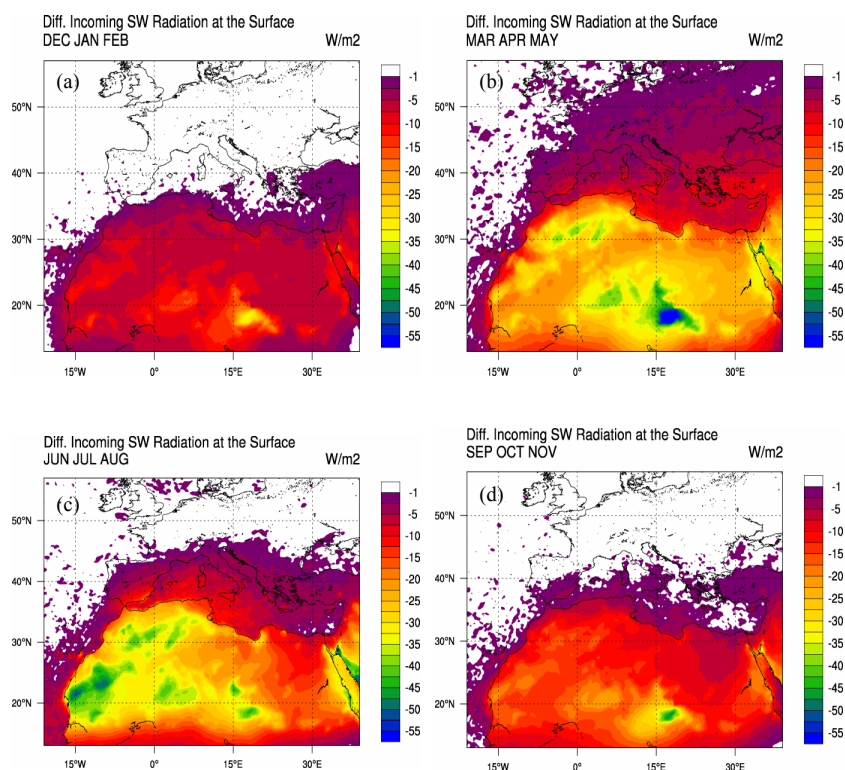 Diff. Incoming SW Radiation at the Surface
DEC JAN FEB W/m2
(a)
50°N
40°N
30°N
20°N
15°W 0° 15°E 30°E
-1
-5
-10
-15
-20
-25
-30
-35
-40
-45
-50
-55
Diff. Incoming SW Radiation at the Surface
MAR APR MAY W/m2
(b)
50°N
40°N
30°N
20°N
15°W 0° 15°E 30°E
-1
-5
-10
-15
-20
-25
-30
-35
-40
-45
-50
-55
Diff. Incoming SW Radiation at the Surface
JUN JUL AUG W/m2
(c)
50°N
40°N
30°N
20°N
15°W 0° 15°E 30°E
-1
-5
-10
-15
-20
-25
-30
-35
-40
-45
-50
-55
Diff. Incoming SW Radiation at the Surface
SEP OCT NOV W/m2
(d)
50°N
40°N
30°N
20°N
15°W 0° 15°E 30°E
-1
-5
-10
-15
-20
-25
-30
-35
-40
-45
-50
-55